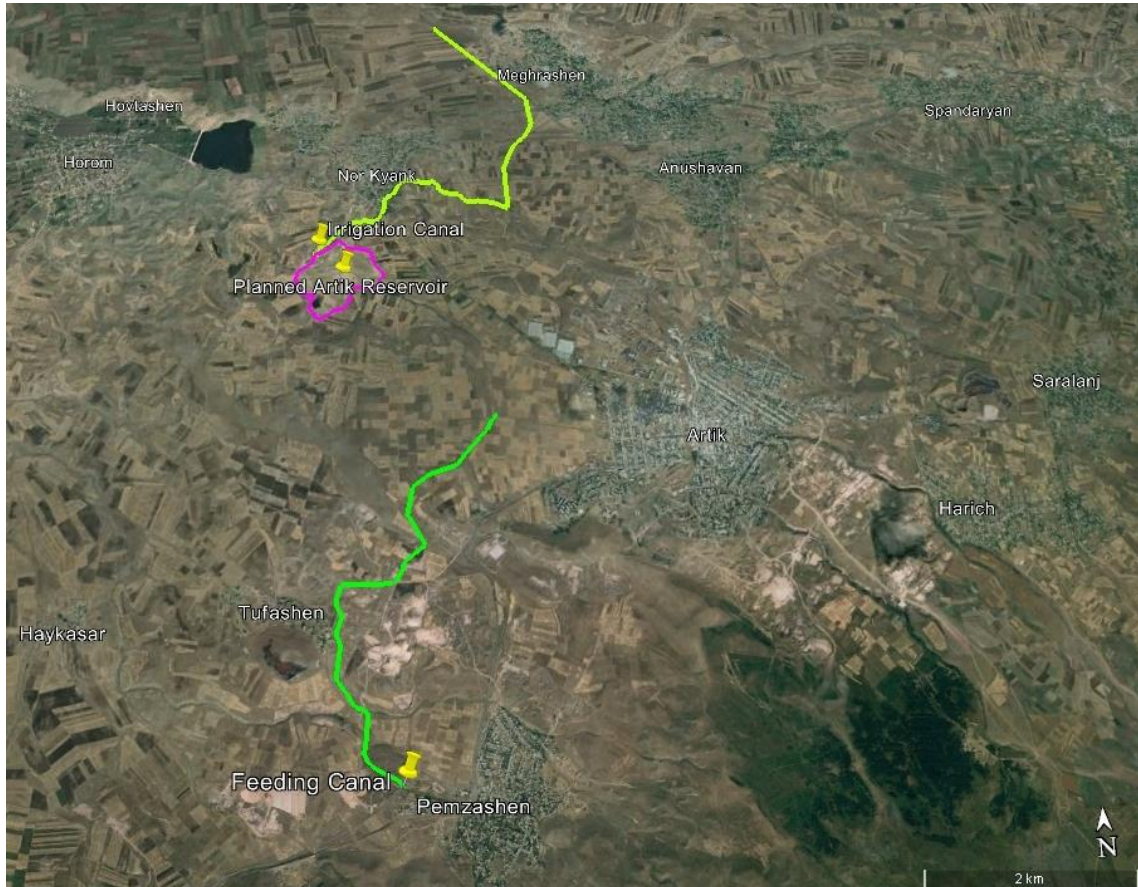 Meghrashen
Hovtashen
Spandaryan
Horom
Anushavan
Nor Kyank
Irrigation Canal
Planned Artik Reservoir
Saralanj
Artik
Harich
Tufashen
Haykasar
Feeding Canal
Pemzashen
N
2 km